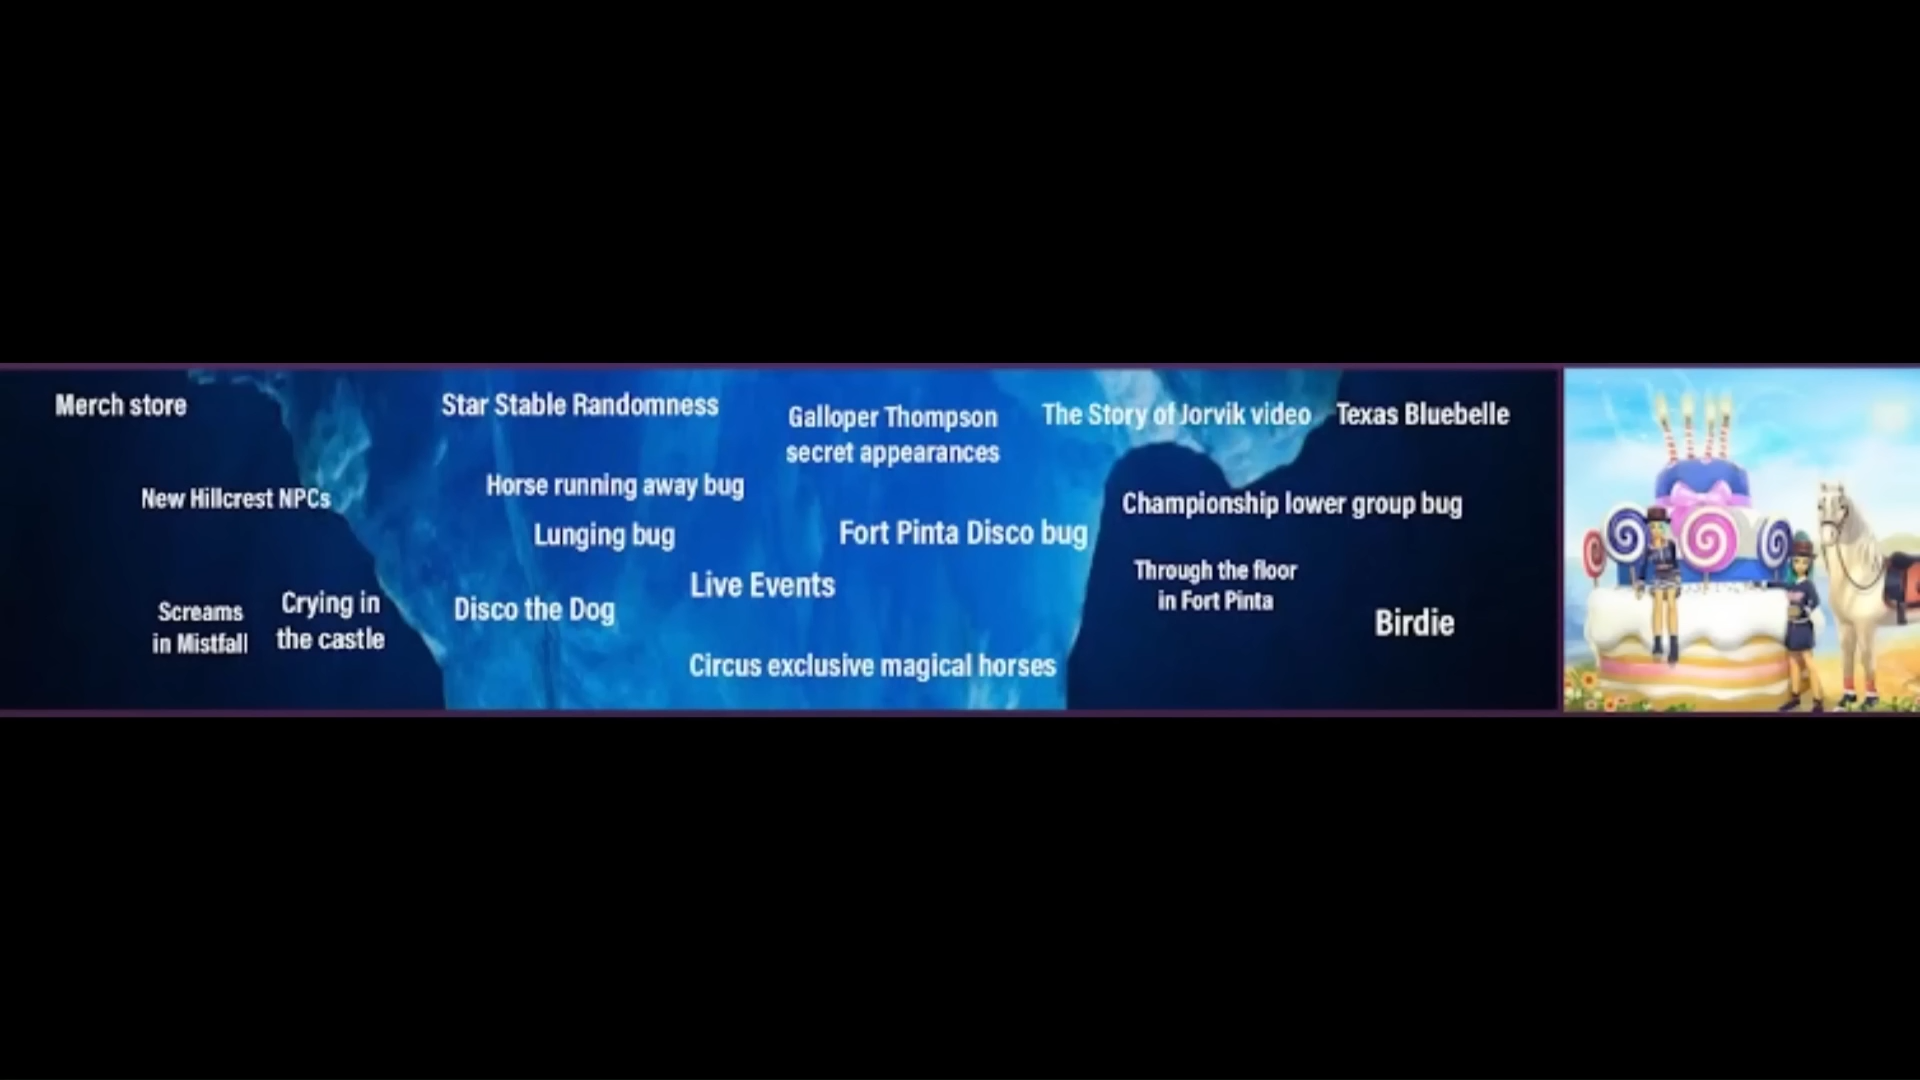 Merch store
Star Stable Randomness
Galloper Thompson
secret appearances
The Story of Jorvik video
Texas Bluebelle
New Hillcrest NPCs
Horse running away bug
Championship lower group bug
Lunging bug
Fort Pinta Disco bug
Through the floor
in Fort Pinta
Live Events
Screams
in Mistfall
Crying in
the castle
Disco the Dog
Birdie
Circus exclusive magical horses